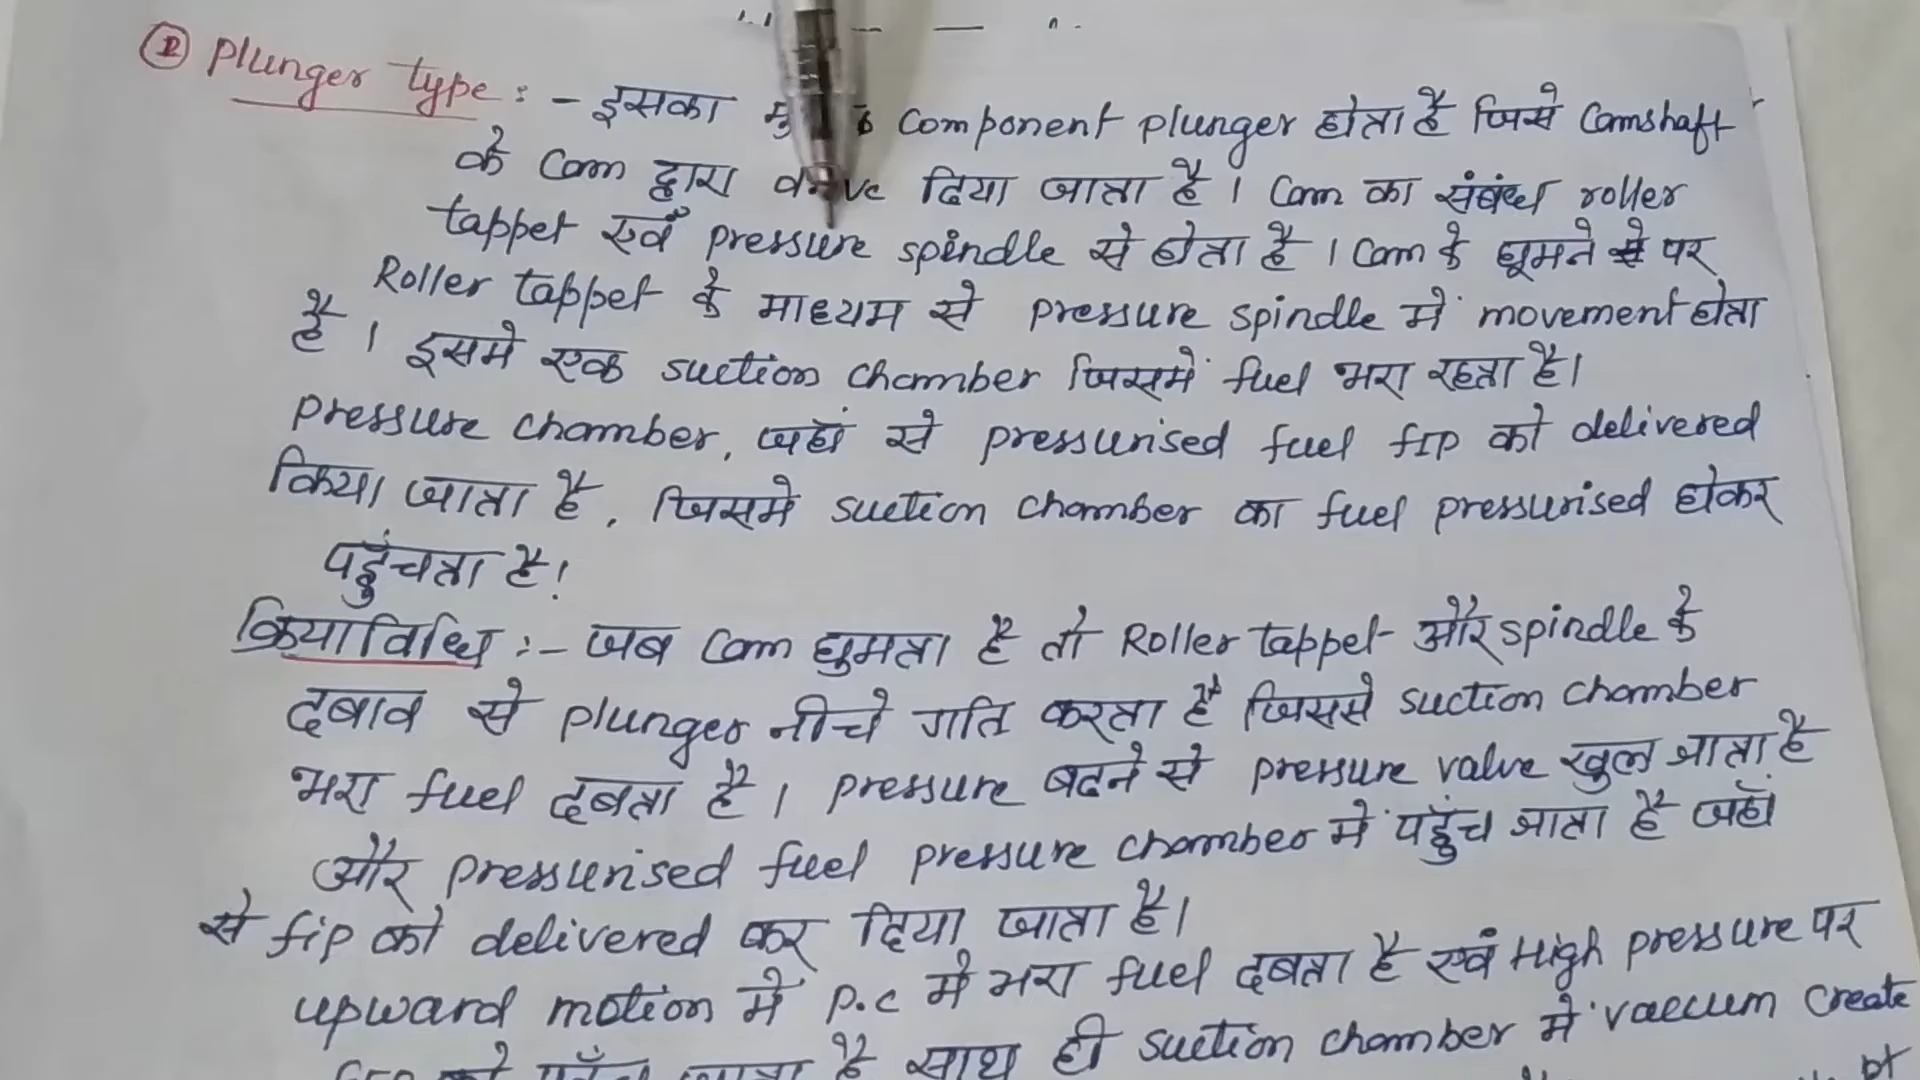 ② Plunger type :- इसका component plunger होता है जिसे Camshaft
के Cam द्वारा दिया जाता है। Cam का संबंध roller
tappet एवं pressure spindle से होता है। Cam के घूमने से पर
Roller tappet के माध्यम से pressure spindle में movement होता
है। इसमे एक suction chamber जिसमें fuel भरा रहता है।
pressure chamber, जहां से pressurised fuel fip को delivered
किया जाता है, जिसमे suction chamber का fuel pressurised होकर
पहुँचता है!
क्रियाविधि :- जब Cam घुमता है तो Roller tappet और spindle के
दबाव से plunger नीचे गति करता है जिससे suction chamber
भरा fuel दबता है। pressure बढने से pressure valve खुल जाता है
और pressurised fuel pressure chamber में पहुँच जाता है जहाँ
से fip को delivered कर दिया जाता है।
upward motion में P.C में भरा fuel दबता है एवं High pressure पर
है साथ ही suction chamber में vaccum create